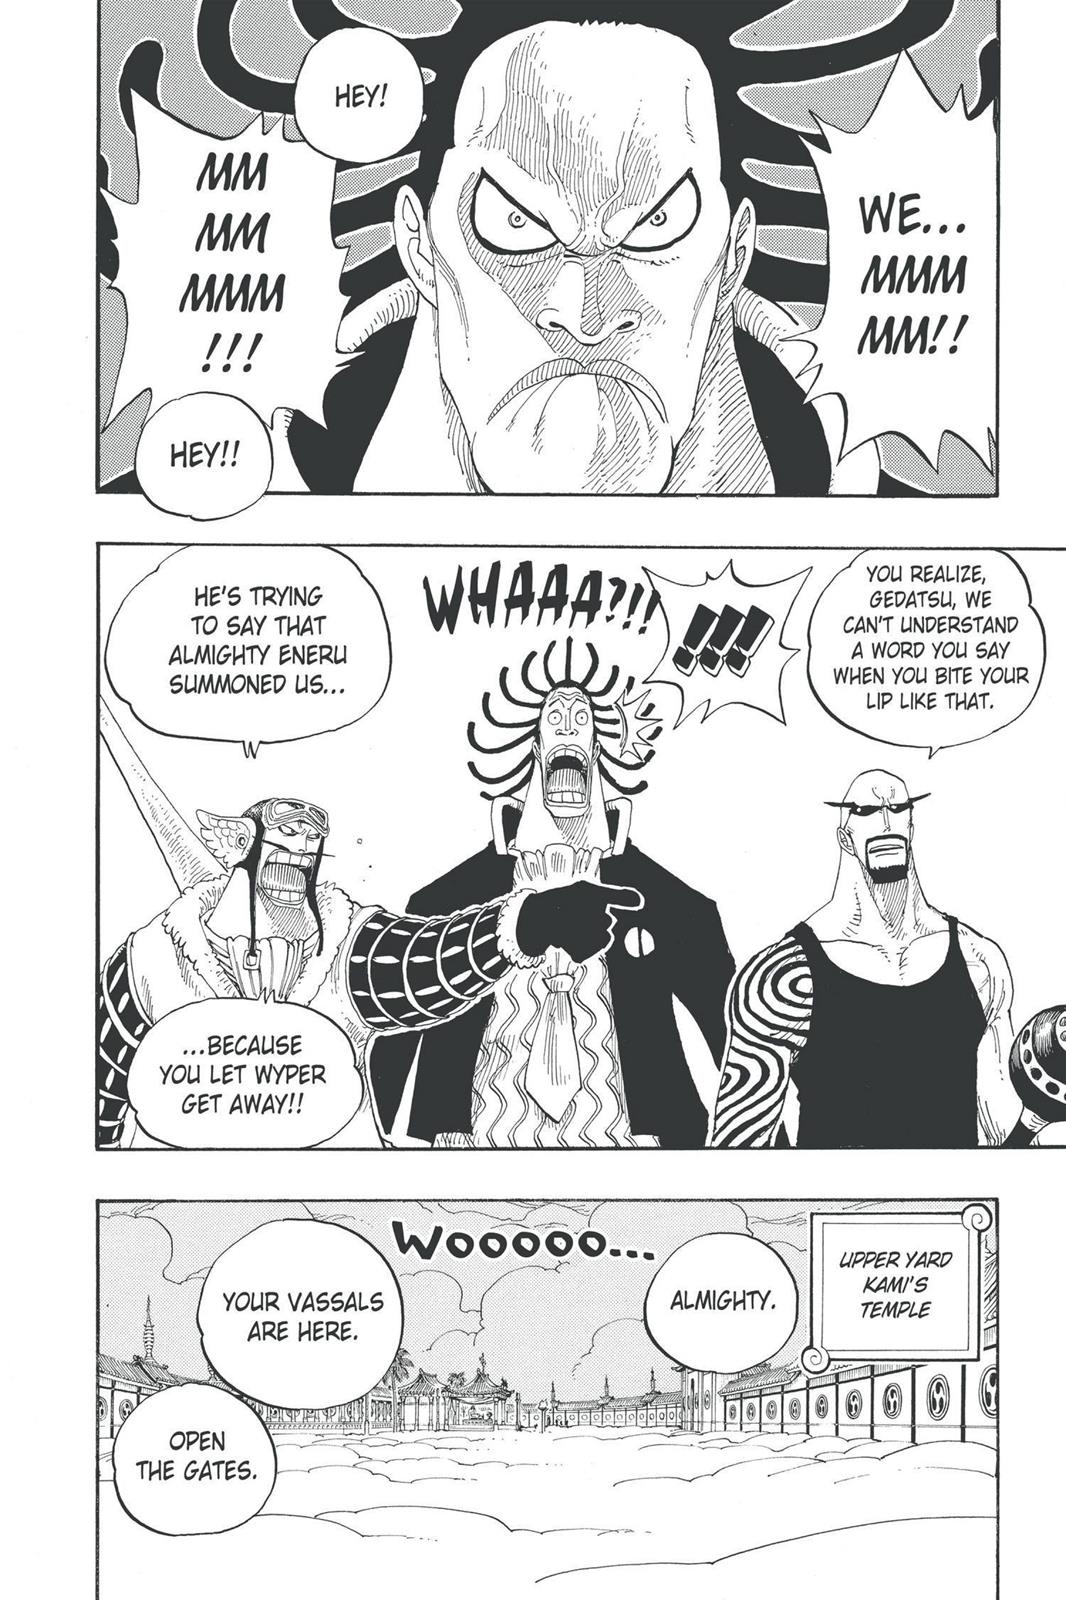 WE...
MMM
MM!!
HEY!
MM
MM
MMM
!!!
HEY!!
YOU REALIZE,
GEDATSU, WE
CAN'T UNDERSTAND
A WORD YOU SAY
WHEN YOU BITE YOUR
LIP LIKE THAT.
!!!!
WHAAA?!!
HE'S TRYING
TO SAY THAT
ALMIGHTY ENERU
SUMMONED US...
...BECAUSE
YOU LET WYPER
GET AWAY!!
UPPER YARD
KAMI'S
TEMPLE
ALMIGHTY.
WOOOOO...
YOUR VASSALS
ARE HERE.
OPEN
THE GATES.